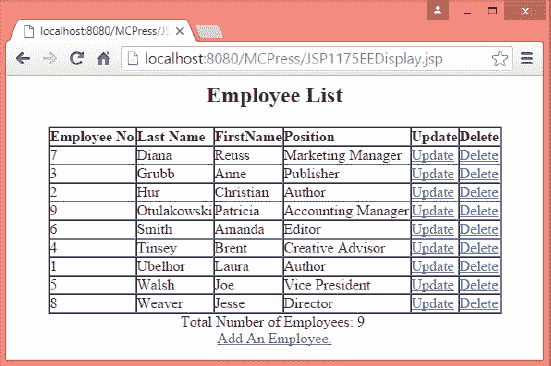 localhost:8080/MCPress/JS
localhost:8080/MCPress/JSP1175EEDisplay.jsp
Employee List
Employee No Last Name FirstName Position Update Delete
7 Diana Reuss Marketing Manager Update Delete
3 Grubb Anne Publisher Update Delete
2 Hur Christian Author Update Delete
9 Otulakowski Patricia Accounting Manager Update Delete
6 Smith Amanda Editor Update Delete
4 Tinsey Brent Creative Advisor Update Delete
1 Ubelhor Laura Author Update Delete
5 Walsh Joe Vice President Update Delete
8 Weaver Jesse Director Update Delete
Total Number of Employees: 9
Add An Employee.